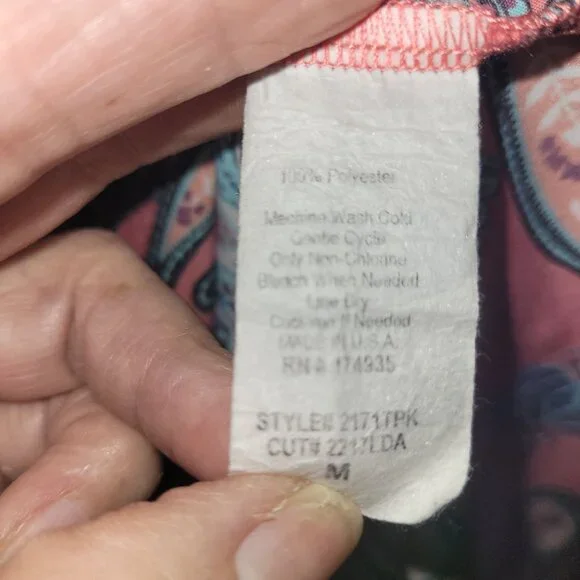 100% Polyester
Machine Wash Cold
Gentle Cycle
Only Non-Chlorine
Bleach When Needed
Line Dry
Cool Iron If Needed
MADE IN U.S.A.
RN# 174935
STYLE# 21717PK
CUT# 2217LDA
M